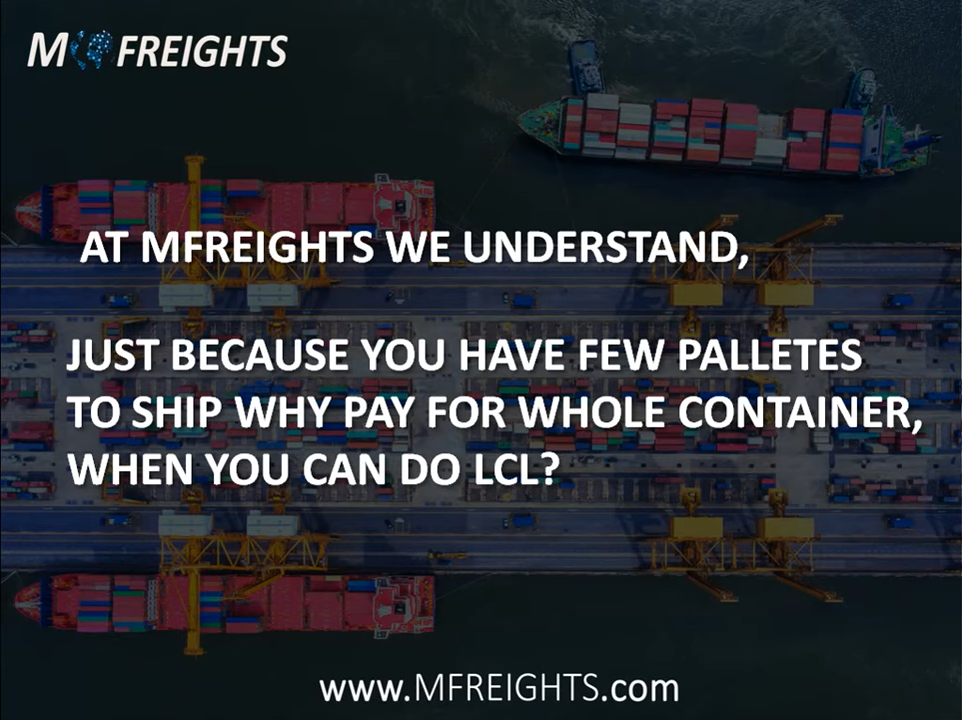 M FREIGHTS
AT MFREIGHTS WE UNDERSTAND,
JUST BECAUSE YOU HAVE FEW PALLETES
TO SHIP WHY PAY FOR WHOLE CONTAINER,
WHEN YOU CAN DO LCL?
www.MFREIGHTS.com